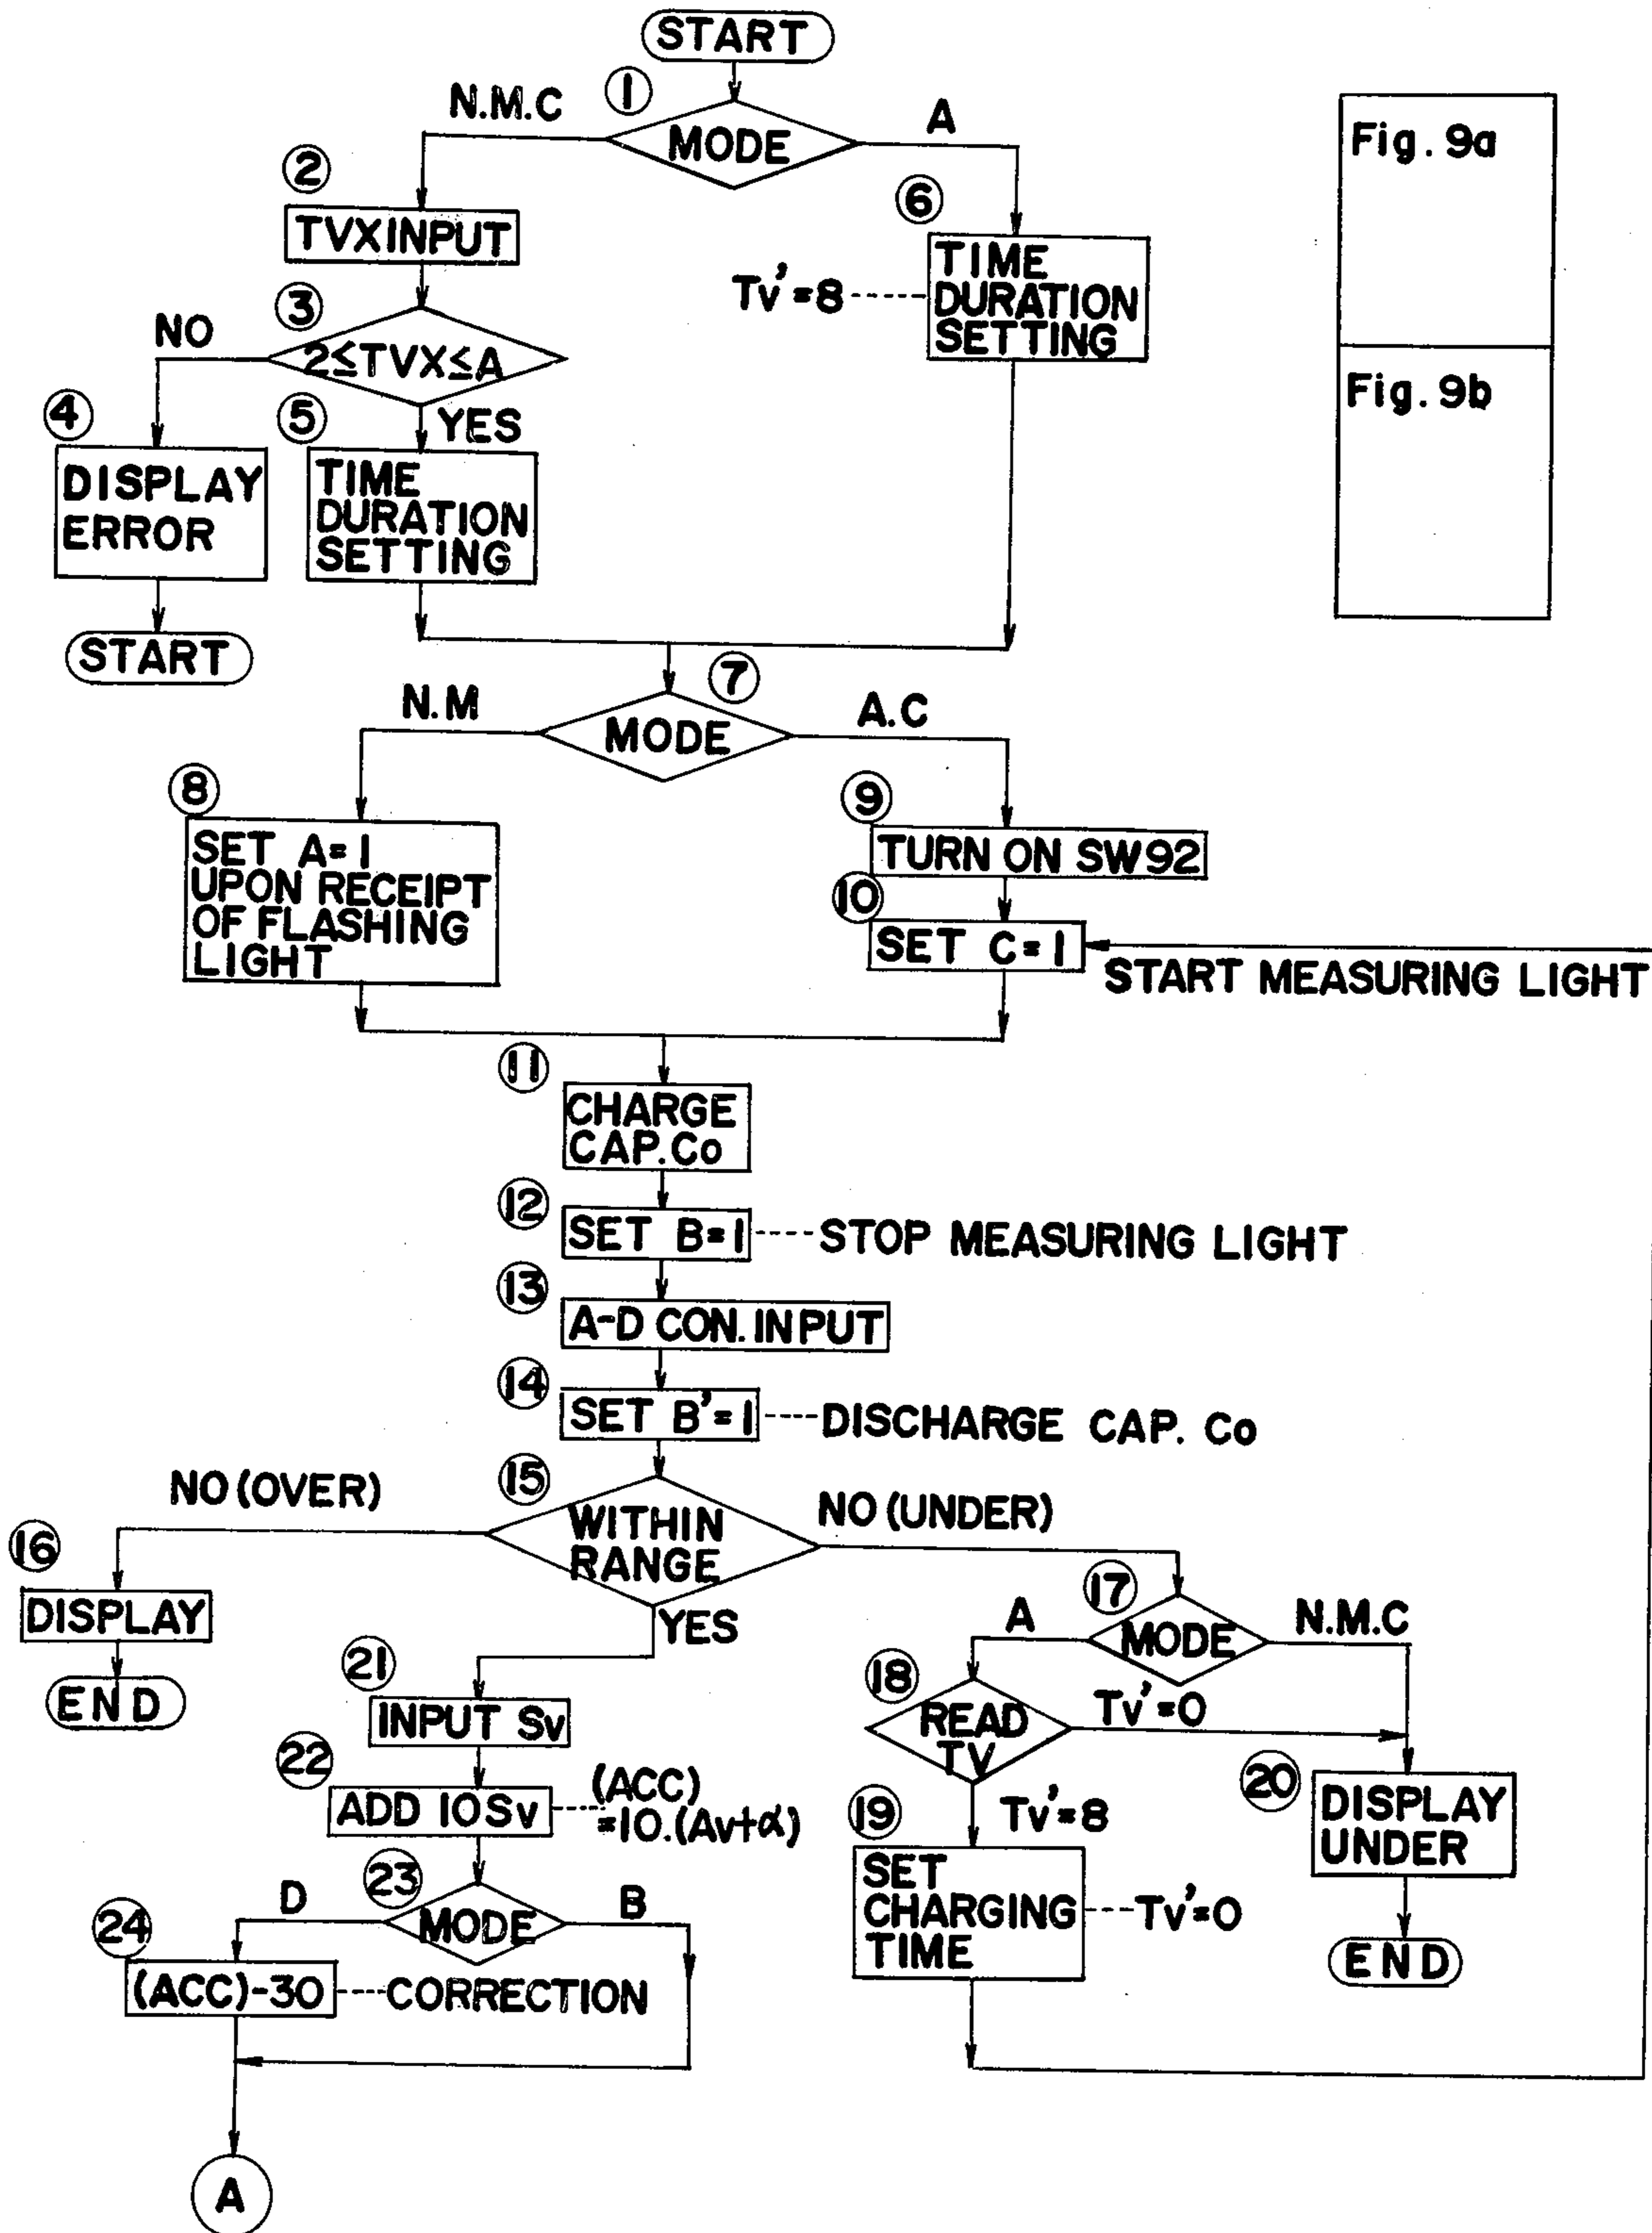 START
①
N.M.C
A
MODE
②
TVXINPUT
⑥
TIME
DURATION
SETTING
Tv'=8
Fig. 9a
Fig. 9b
③
NO
2≤TVX≤A
YES
④
DISPLAY
ERROR
⑤
TIME
DURATION
SETTING
START
⑦
N.M
MODE
A.C
⑧
SET A=1
UPON RECEIPT
OF FLASHING
LIGHT
⑨
TURN ON SW92
⑩
SET C=1
START MEASURING LIGHT
⑪
CHARGE
CAP.Co
⑫
SET B=1
STOP MEASURING LIGHT
⑬
A-D CON.INPUT
⑭
SET B'=1
DISCHARGE CAP. Co
⑮
NO(OVER)
WITHIN
RANGE
NO(UNDER)
YES
⑯
DISPLAY
END
⑰
A
MODE
N.M.C
⑱
READ
TV
Tv'=0
Tv'=8
⑲
SET
CHARGING
TIME
Tv'=0
⑳
DISPLAY
UNDER
END
㉑
INPUT Sv
㉒
ADD 10Sv
(ACC)
=10.(Av+α)
㉓
D
MODE
B
㉔
(ACC)-30
CORRECTION
A